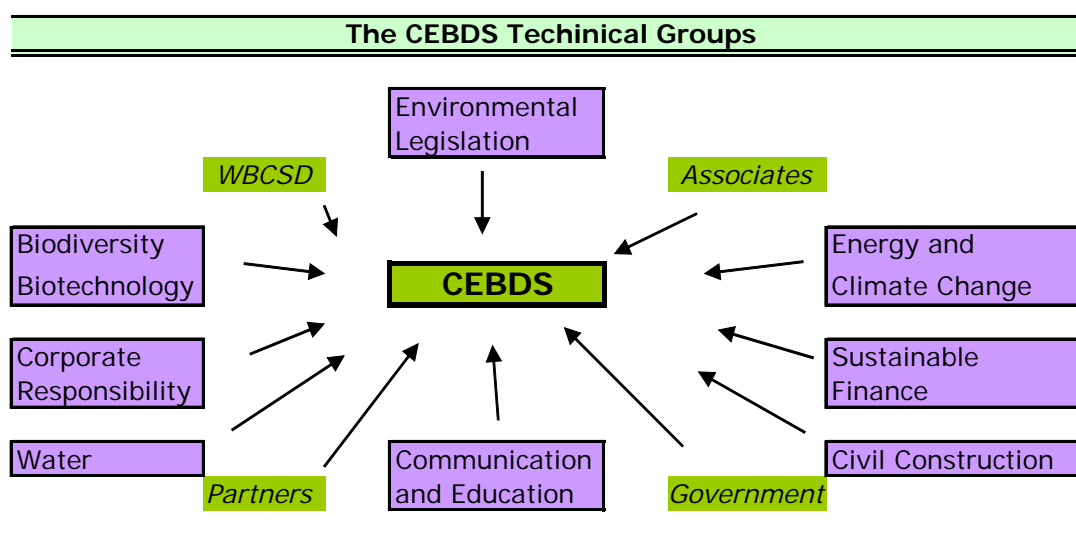 The CEBDS Techinical Groups
Environmental
Legislation
WBCSD
Associates
Biodiversity
Biotechnology
Energy and
Climate Change
CEBDS
Corporate
Responsibility
Sustainable
Finance
Water
Communication
and Education
Civil Construction
Partners
Government